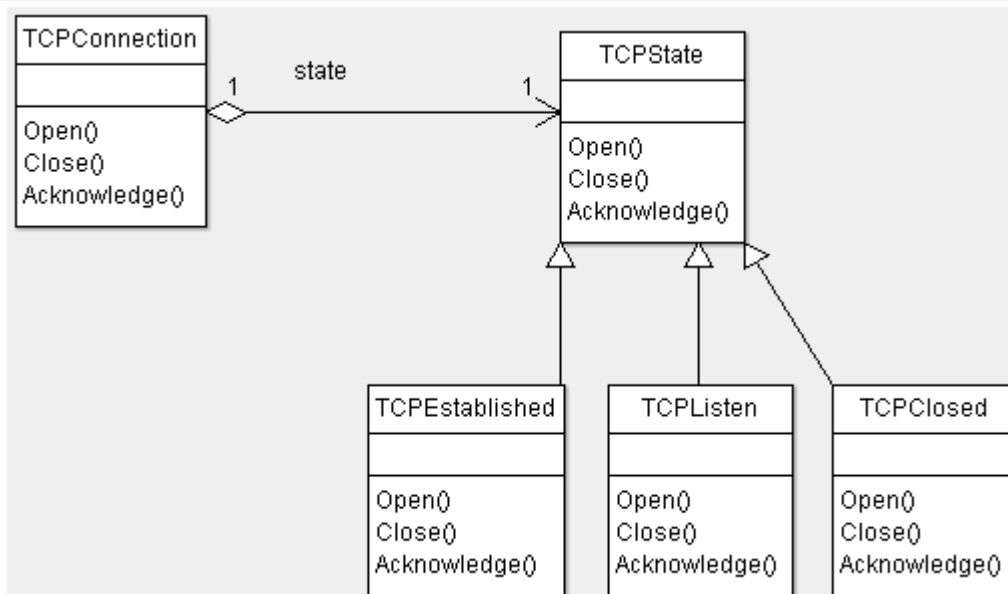 TCPConnection
Open()
Close()
Acknowledge()
state
1
1
TCPState
Open()
Close()
Acknowledge()
TCPEstablished
Open()
Close()
Acknowledge()
TCPListen
Open()
Close()
Acknowledge()
TCPClosed
Open()
Close()
Acknowledge()